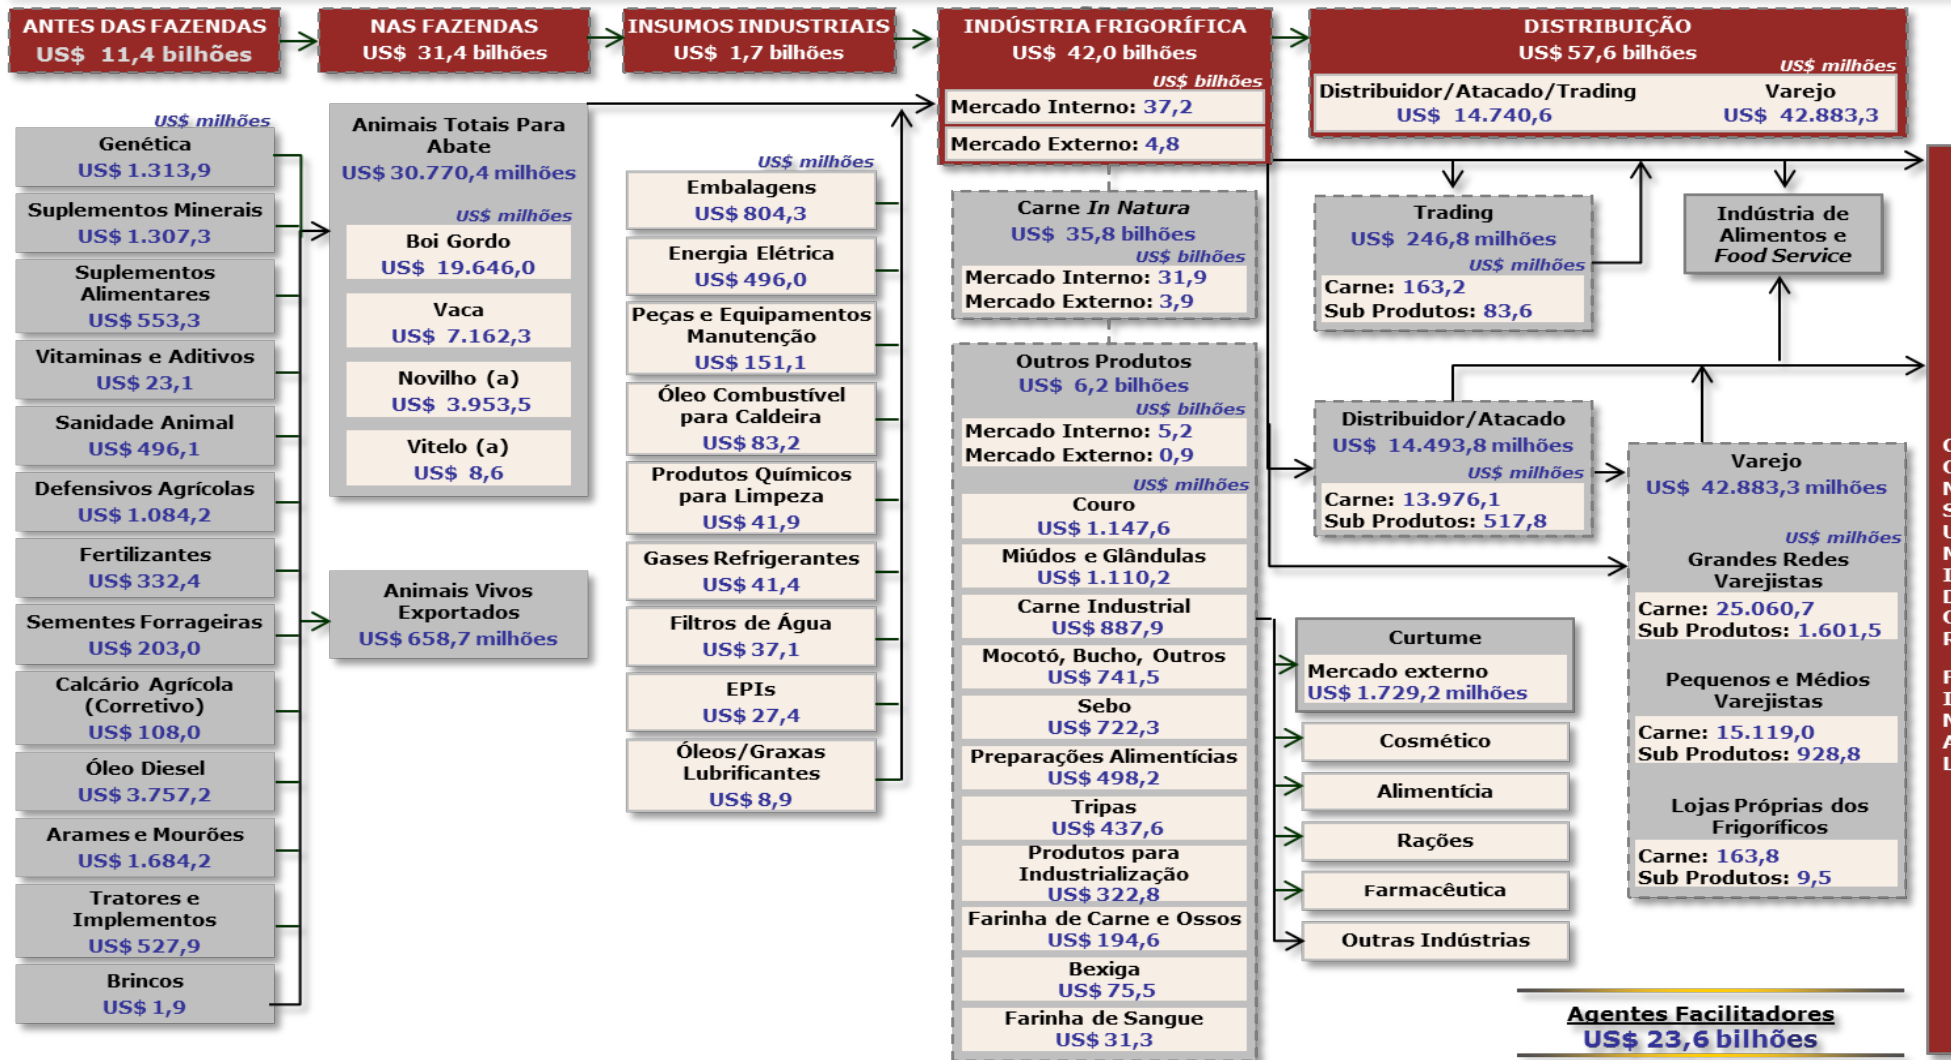 ANTES DAS FAZENDAS
US$ 11,4 bilhões
NAS FAZENDAS
US$ 31,4 bilhões
INSUMOS INDUSTRIAIS
US$ 1,7 bilhões
INDÚSTRIA FRIGORÍFICA
US$ 42,0 bilhões
US$ bilhões
Mercado Interno: 37,2
Mercado Externo: 4,8
DISTRIBUIÇÃO
US$ 57,6 bilhões
US$ milhões
Distribuidor/Atacado/Trading
US$ 14.740,6
Varejo
US$ 42.883,3
US$ milhões
Genética
US$ 1.313,9
Suplementos Minerais
US$ 1.307,3
Suplementos
Alimentares
US$ 553,3
Vitaminas e Aditivos
US$ 23,1
Sanidade Animal
US$ 496,1
Defensivos Agrícolas
US$ 1.084,2
Fertilizantes
US$ 332,4
Sementes Forrageiras
US$ 203,0
Calcário Agrícola
(Corretivo)
US$ 108,0
Óleo Diesel
US$ 3.757,2
Arames e Mourões
US$ 1.684,2
Tratores e
Implementos
US$ 527,9
Brincos
US$ 1,9
Animais Totais Para
Abate
US$ 30.770,4 milhões
US$ milhões
Boi Gordo
US$ 19.646,0
Vaca
US$ 7.162,3
Novilho (a)
US$ 3.953,5
Vitelo (a)
US$ 8,6
Animais Vivos
Exportados
US$ 658,7 milhões
US$ milhões
Embalagens
US$ 804,3
Energia Elétrica
US$ 496,0
Peças e Equipamentos
Manutenção
US$ 151,1
Óleo Combustível
para Caldeira
US$ 83,2
Produtos Químicos
para Limpeza
US$ 41,9
Gases Refrigerantes
US$ 41,4
Filtros de Água
US$ 37,1
EPIs
US$ 27,4
Óleos/Graxas
Lubrificantes
US$ 8,9
Carne In Natura
US$ 35,8 bilhões
US$ bilhões
Mercado Interno: 31,9
Mercado Externo: 3,9
Outros Produtos
US$ 6,2 bilhões
US$ bilhões
Mercado Interno: 5,2
Mercado Externo: 0,9
US$ milhões
Couro
US$ 1.147,6
Miúdos e Glândulas
US$ 1.110,2
Carne Industrial
US$ 887,9
Mocotó, Bucho, Outros
US$ 741,5
Sebo
US$ 722,3
Preparações Alimentícias
US$ 498,2
Tripas
US$ 437,6
Produtos para
Industrialização
US$ 322,8
Farinha de Carne e Ossos
US$ 194,6
Bexiga
US$ 75,5
Farinha de Sangue
US$ 31,3
Trading
US$ 246,8 milhões
US$ milhões
Carne: 163,2
Sub Produtos: 83,6
Indústria de
Alimentos e
Food Service
Distribuidor/Atacado
US$ 14.493,8 milhões
US$ milhões
Carne: 13.976,1
Sub Produtos: 517,8
Varejo
US$ 42.883,3 milhões
US$ milhões
Grandes Redes
Varejistas
Carne: 25.060,7
Sub Produtos: 1.601,5
Pequenos e Médios
Varejistas
Carne: 15.119,0
Sub Produtos: 928,8
Lojas Próprias dos
Frigoríficos
Carne: 163,8
Sub Produtos: 9,5
Curtume
Mercado externo
US$ 1.729,2 milhões
Cosmético
Alimentícia
Rações
Farmacêutica
Outras Indústrias
Agentes Facilitadores
US$ 23,6 bilhões
CONSUMIDOR FINAL